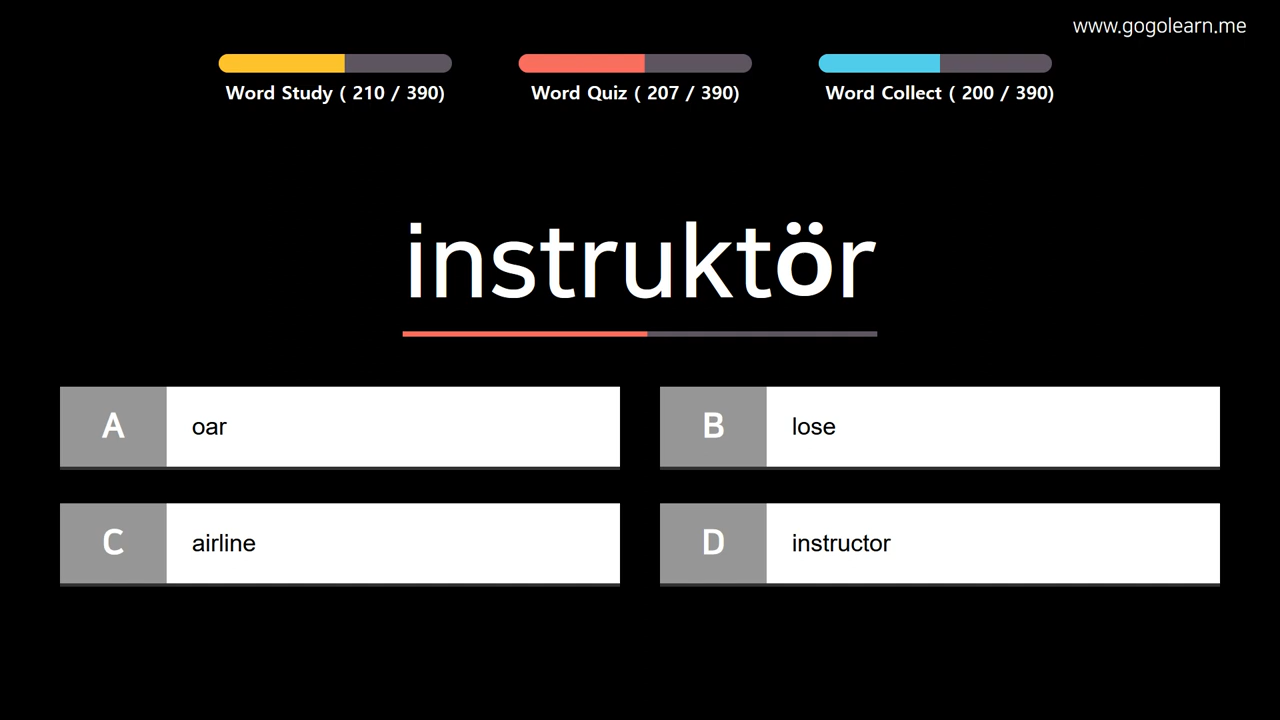 www.gogolearn.me
Word Study ( 210 / 390)
Word Quiz ( 207 / 390)
Word Collect ( 200 / 390)
instruktör
A oar
B lose
C airline
D instructor